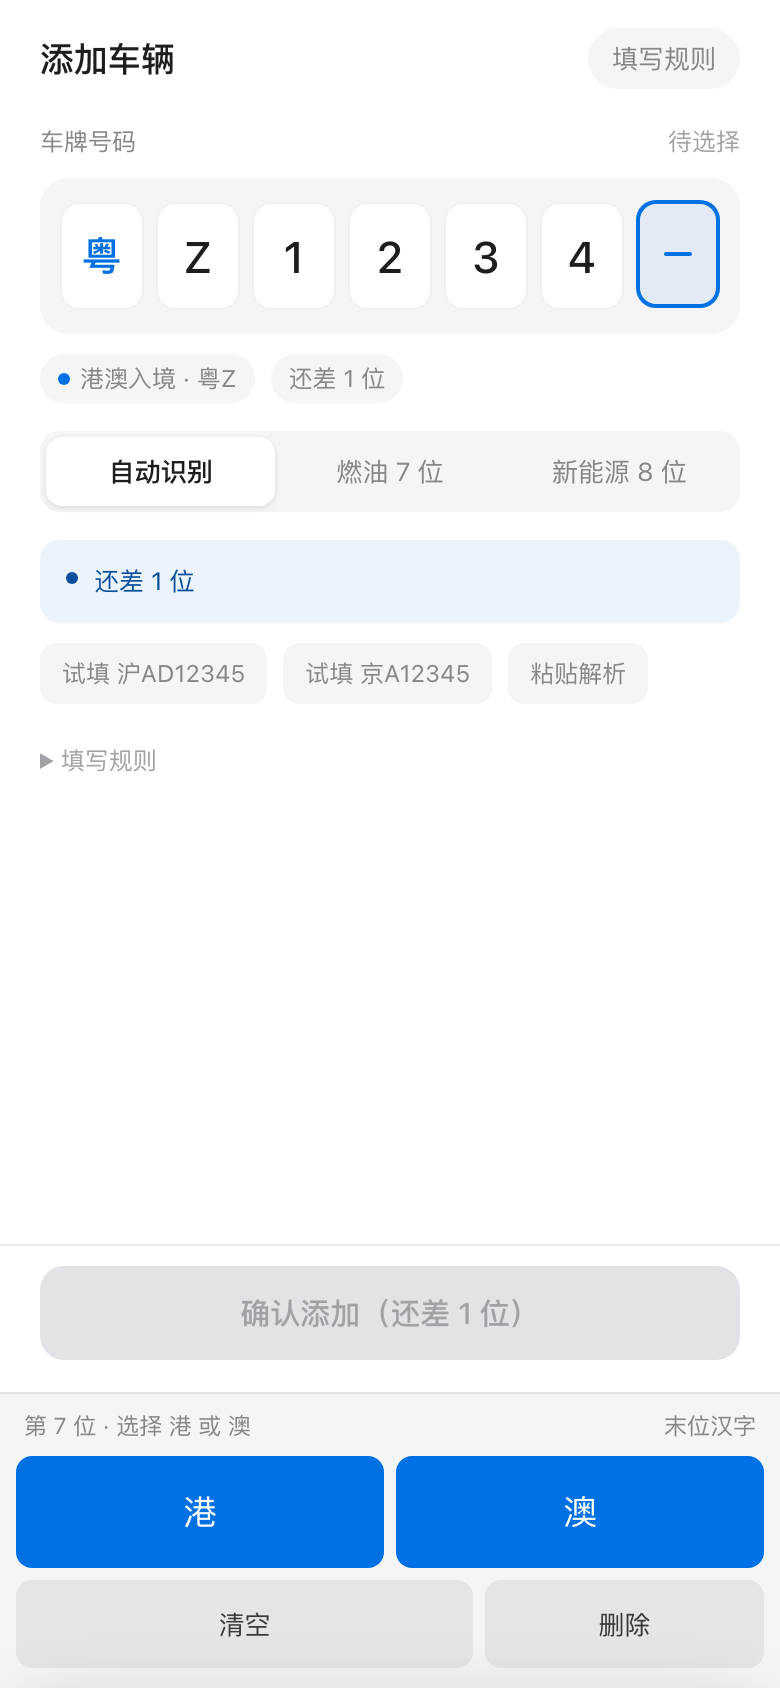 添加车辆 填写规则
车牌号码 待选择
粤 Z 1 2 3 4 –
港澳入境 · 粤Z 还差 1 位
自动识别 燃油 7 位 新能源 8 位
还差 1 位
试填 沪AD12345 试填 京A12345 粘贴解析
填写规则
确认添加（还差 1 位）
第 7 位 · 选择 港 或 澳 末位汉字
港 澳
清空 删除